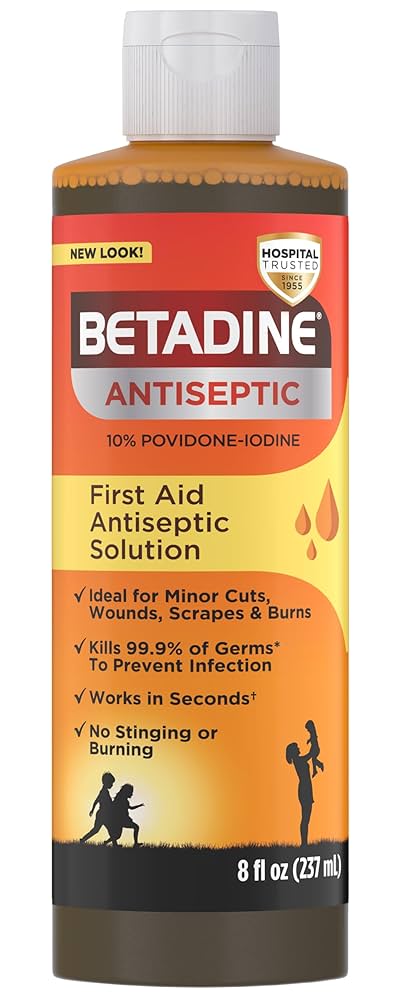 NEW LOOK!
HOSPITAL
TRUSTED
SINCE
1955
BETADINE®
ANTISEPTIC
10% POVIDONE-IODINE
First Aid
Antiseptic
Solution
✓ Ideal for Minor Cuts,
Wounds, Scrapes & Burns
✓ Kills 99.9% of Germs*
To Prevent Infection
✓ Works in Seconds†
✓ No Stinging or
Burning
8 fl oz (237 mL)